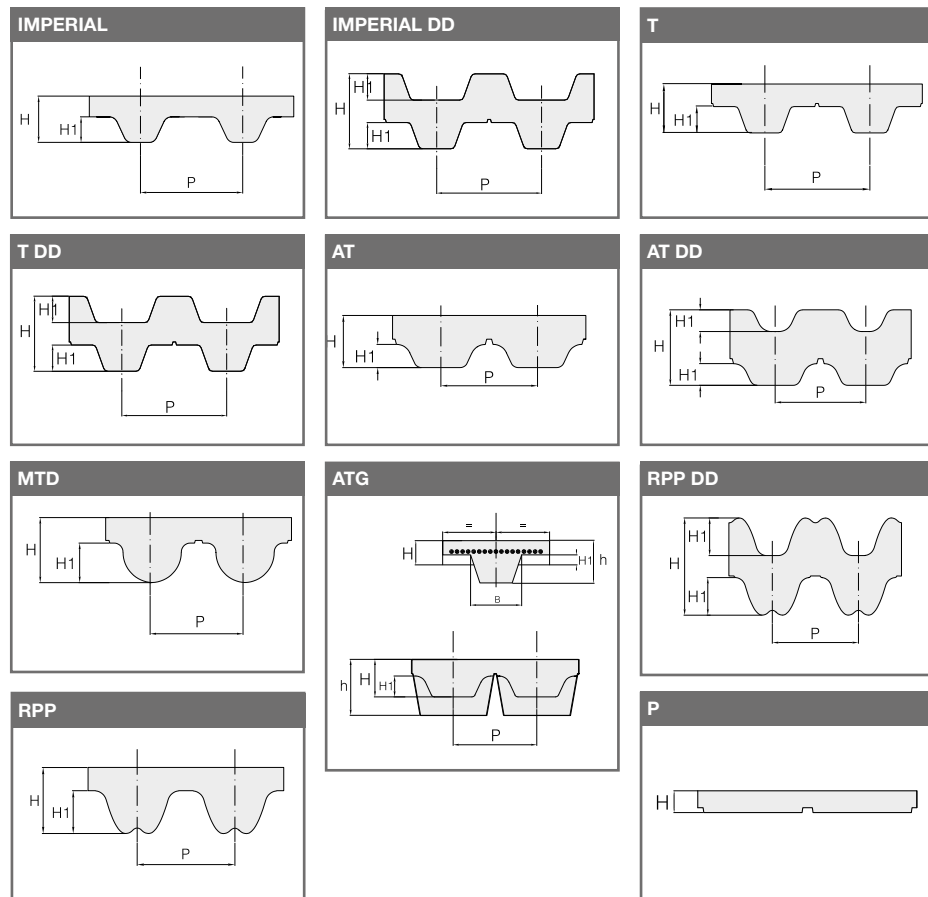 IMPERIAL
H
H1
P
IMPERIAL DD
H
H1
H1
P
T
H
H1
P
T DD
H
H1
H1
P
AT
H
H1
P
AT DD
H
H1
H1
P
MTD
H
H1
P
ATG
= =
H
H1
h
B
h
H
H1
P
RPP DD
H
H1
H1
P
RPP
H
H1
P
P
H